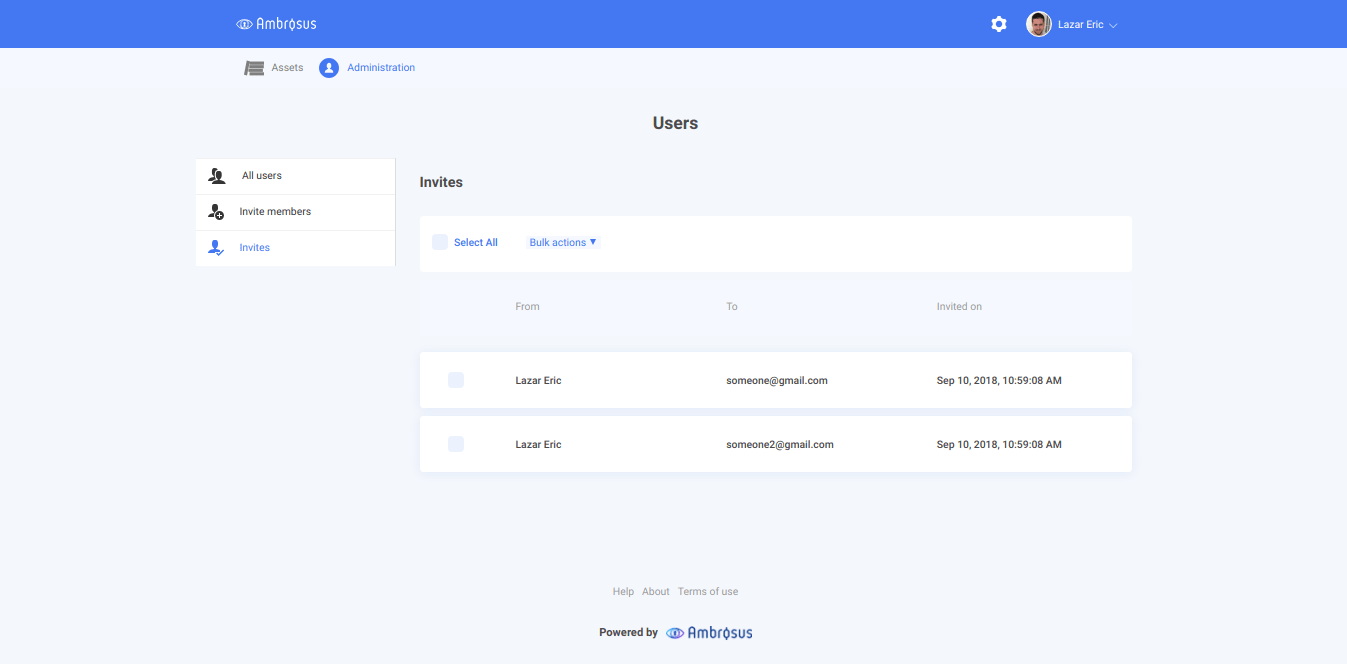 Ambrosus
Lazar Eric
Assets
Administration
Users
All users
Invite members
Invites
Invites
Select All
Bulk actions ▼
From To Invited on
Lazar Eric someone@gmail.com Sep 10, 2018, 10:59:08 AM
Lazar Eric someone2@gmail.com Sep 10, 2018, 10:59:08 AM
Help About Terms of use
Powered by Ambrosus